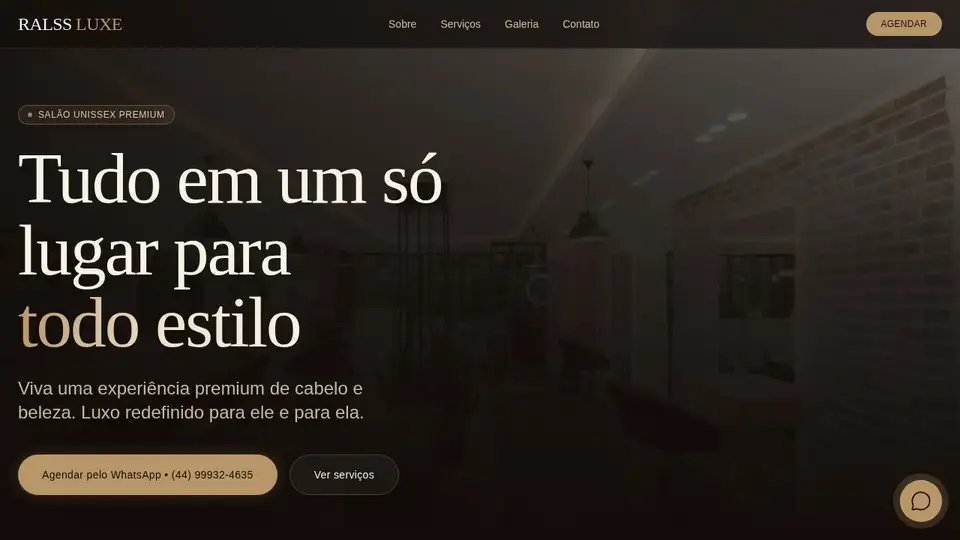 RALSS LUXE
Sobre
Serviços
Galeria
Contato
AGENDAR
SALÃO UNISSEX PREMIUM
Tudo em um só
lugar para
todo estilo
Viva uma experiência premium de cabelo e
beleza. Luxo redefinido para ele e para ela.
Agendar pelo WhatsApp • (44) 99932-4635
Ver serviços